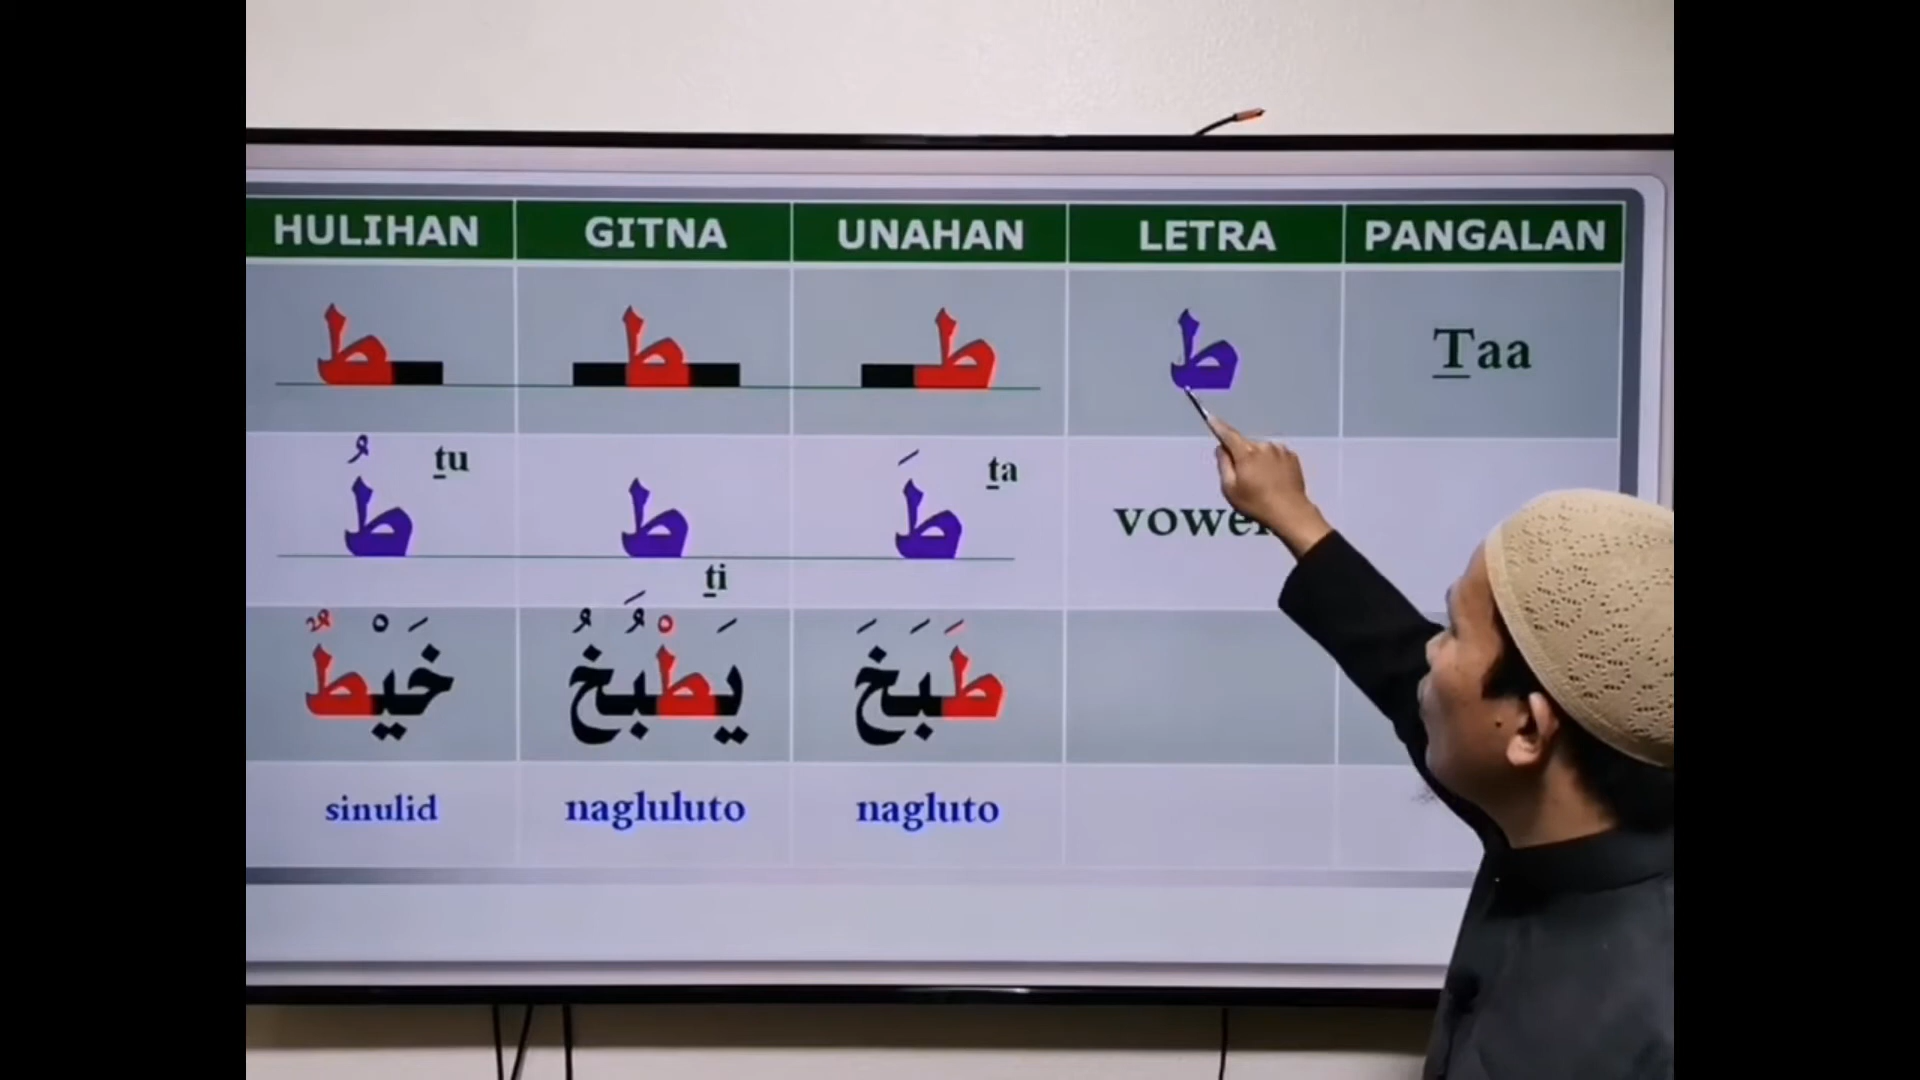 HULIHAN GITNA UNAHAN LETRA PANGALAN
ط ط ط ط Taa
طُ tu ط ti طَ ta
خَيْطٌ يَطْبَُخُ طَبَخَ
sinulid nagluluto nagluto